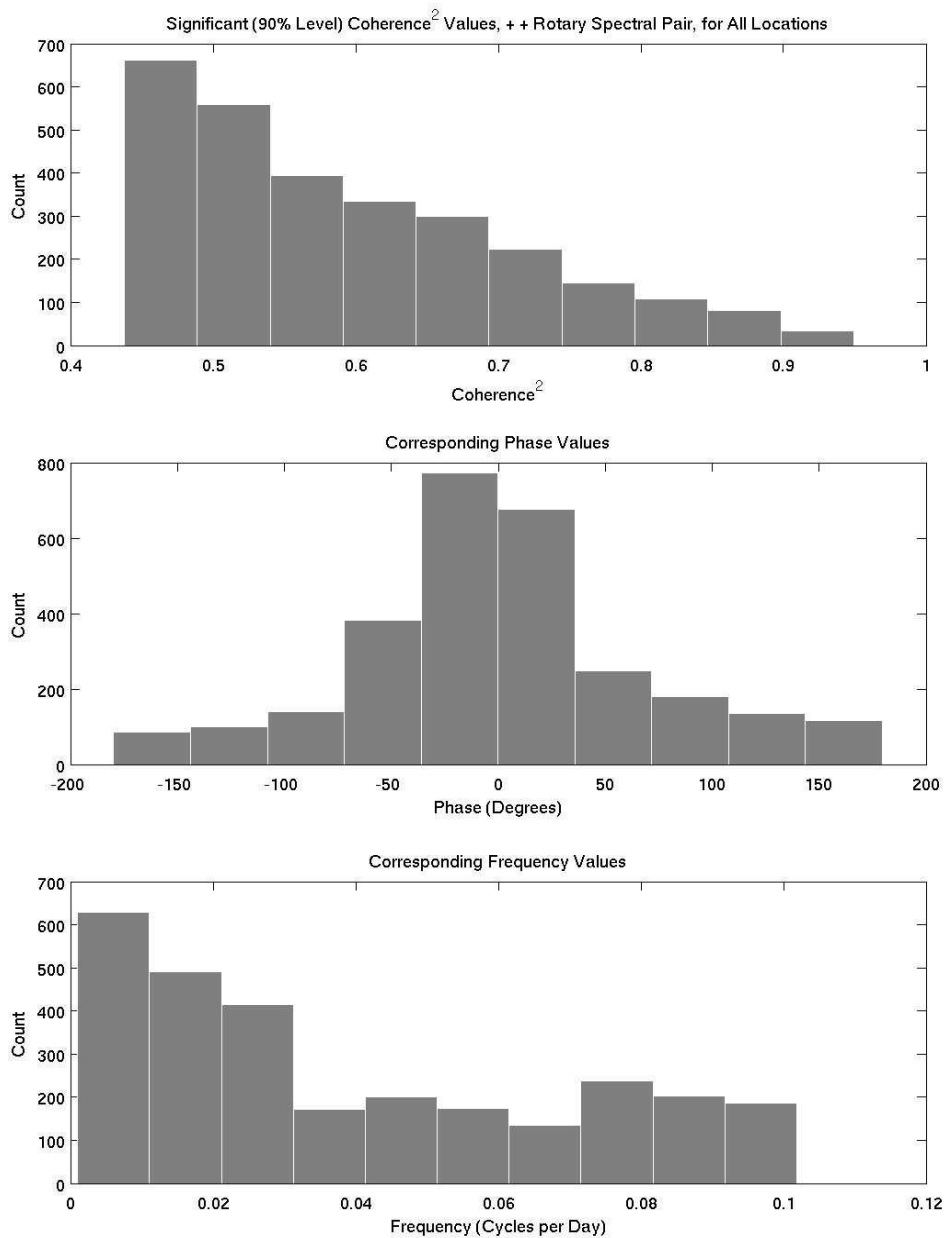 Significant (90% Level) Coherence2 Values, + + Rotary Spectral Pair, for All Locations
700
600
500
400
300
200
100
0
Count
0.4 0.5 0.6 0.7 0.8 0.9 1
Coherence2
Corresponding Phase Values
800
600
400
200
0
Count
-200 -150 -100 -50 0 50 100 150 200
Phase (Degrees)
Corresponding Frequency Values
700
600
500
400
300
200
100
0
Count
0 0.02 0.04 0.06 0.08 0.1 0.12
Frequency (Cycles per Day)